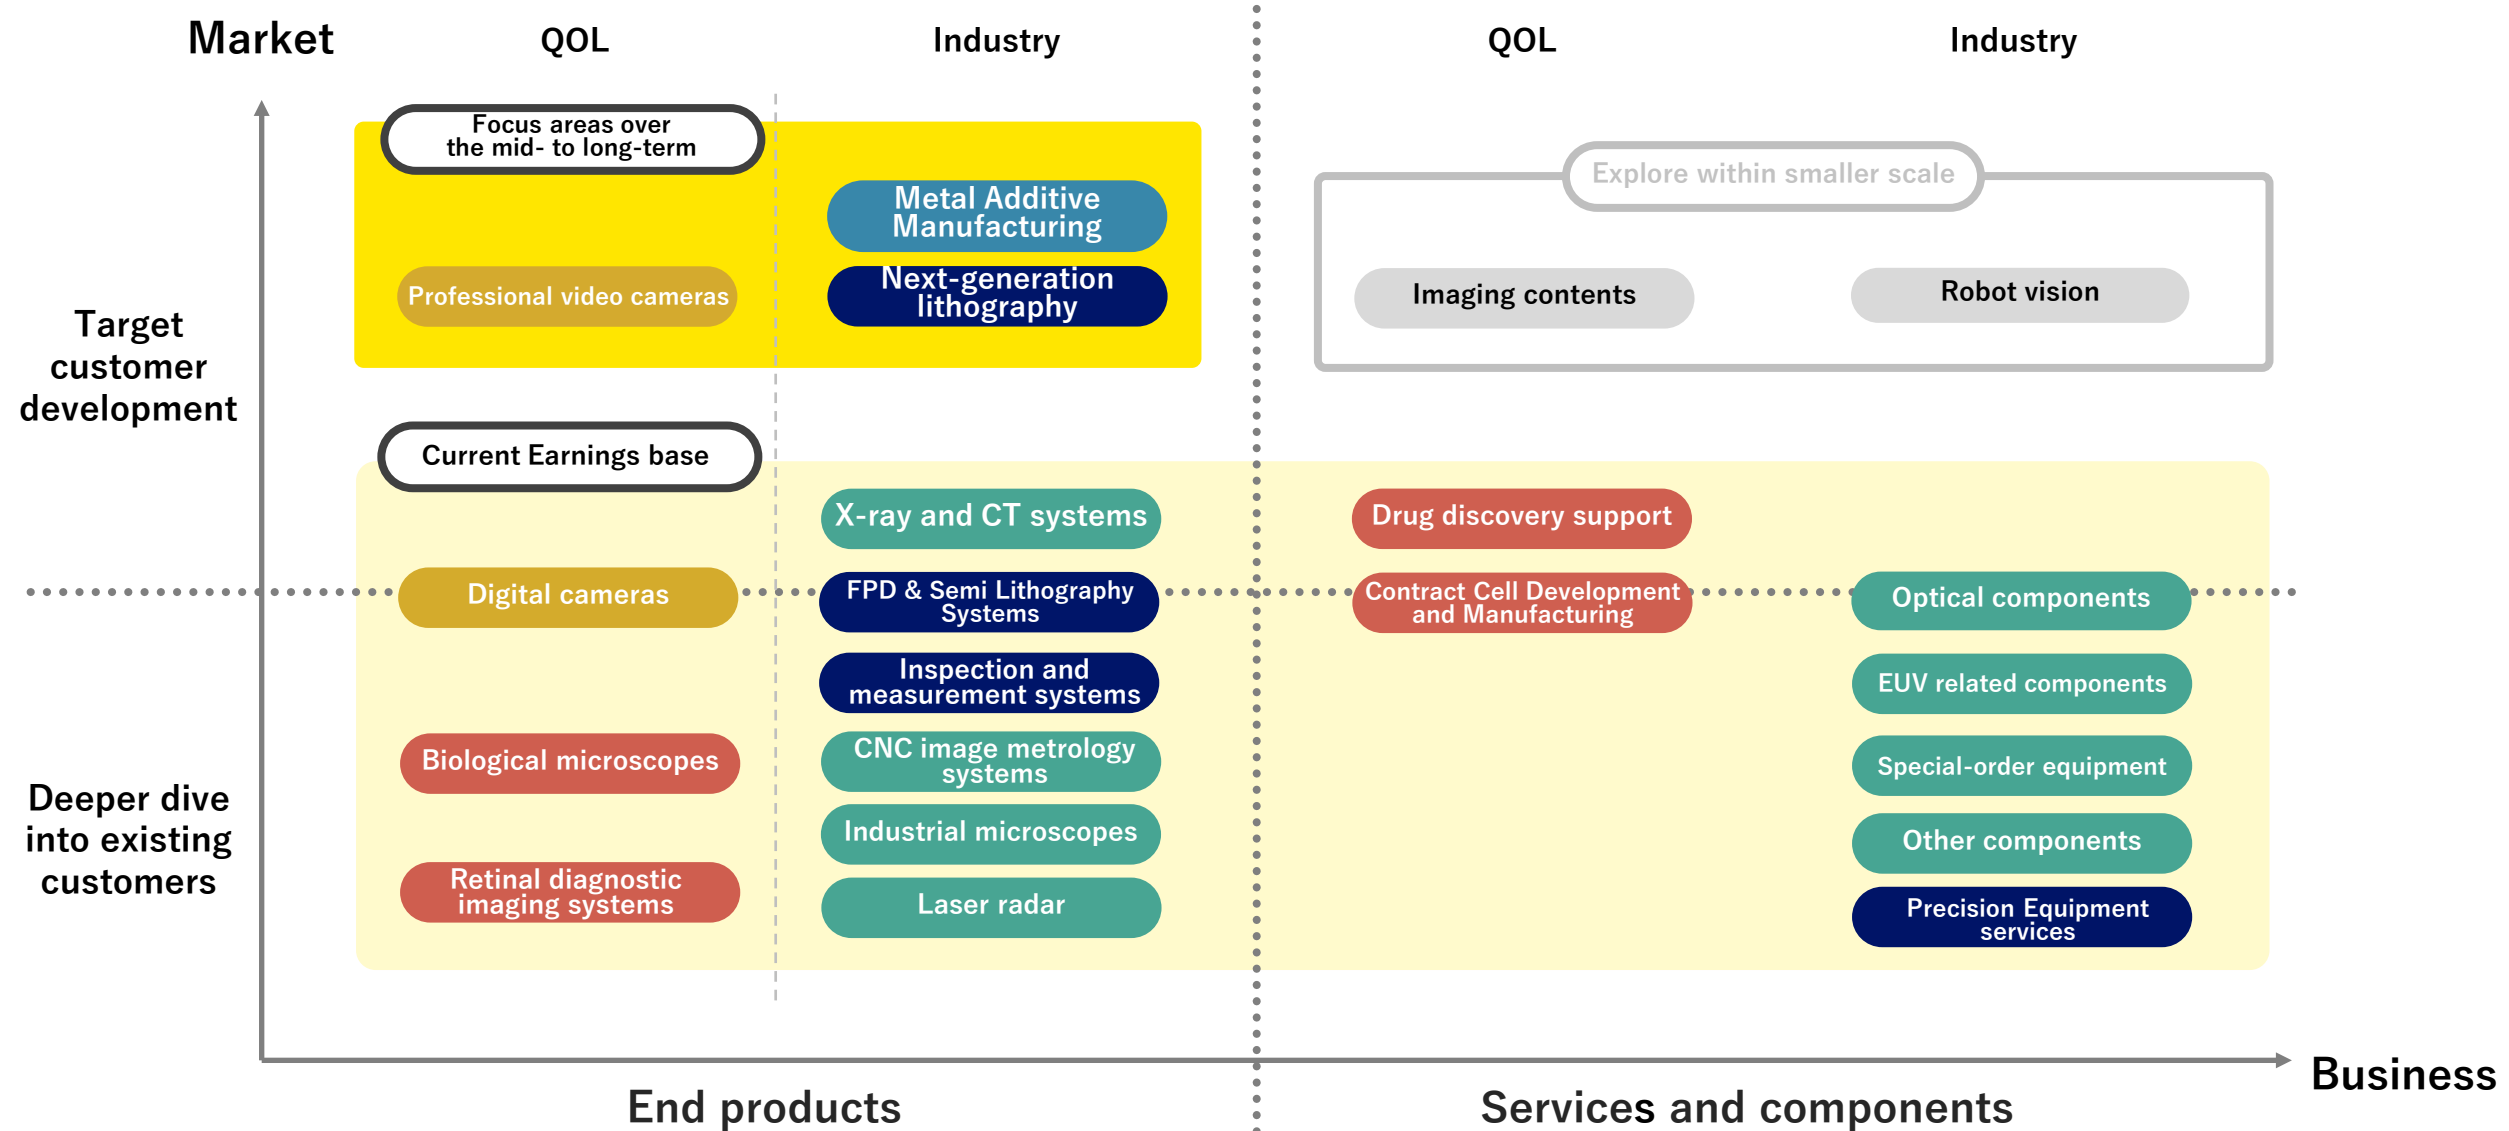 Market
QOL
Industry
QOL
Industry
Focus areas over
the mid- to long-term
Explore within smaller scale
Metal Additive
Manufacturing
Professional video cameras
Next-generation
lithography
Imaging contents
Robot vision
Target
customer
development
Current Earnings base
X-ray and CT systems
Drug discovery support
Digital cameras
FPD & Semi Lithography
Systems
Contract Cell Development
and Manufacturing
Optical components
Inspection and
measurement systems
EUV related components
Biological microscopes
CNC image metrology
systems
Special-order equipment
Deeper dive
into existing
customers
Industrial microscopes
Other components
Retinal diagnostic
imaging systems
Laser radar
Precision Equipment
services
Business
End products
Services and components